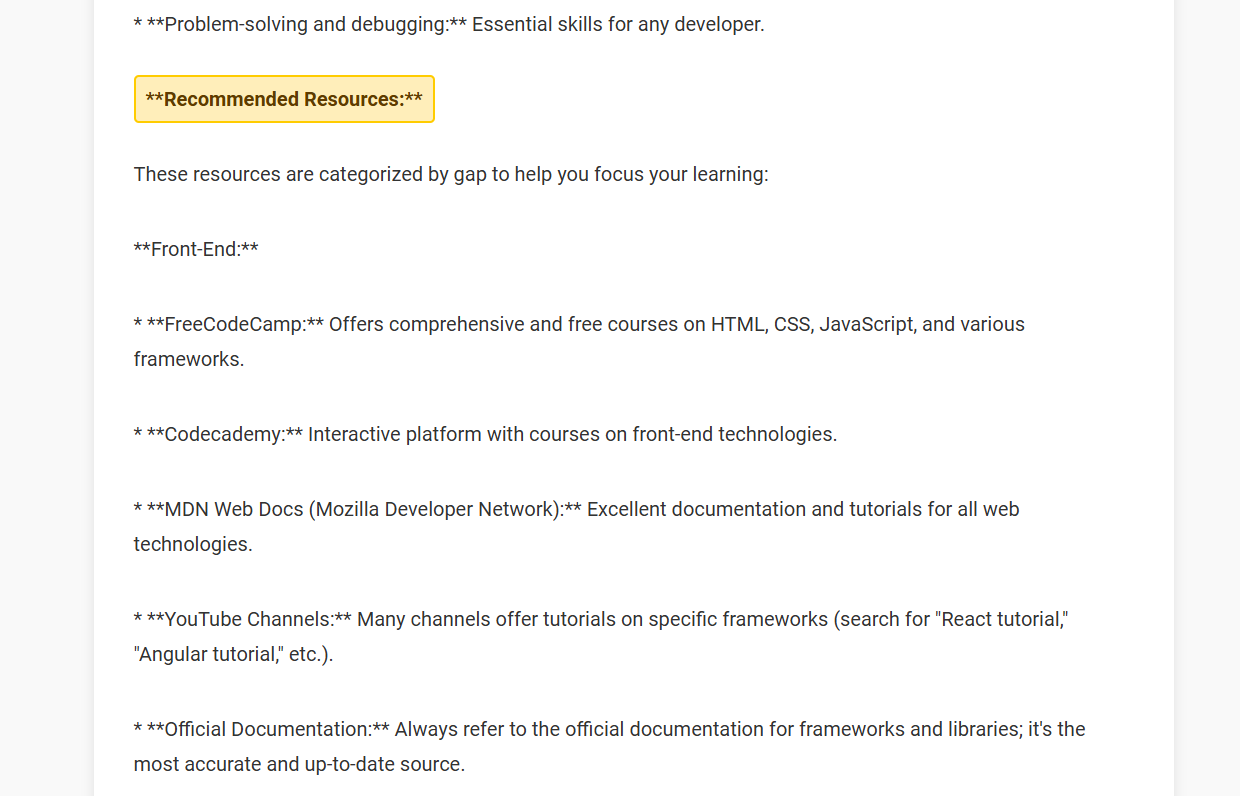 * **Problem-solving and debugging:** Essential skills for any developer.
**Recommended Resources:**
These resources are categorized by gap to help you focus your learning:
**Front-End:**
* **FreeCodeCamp:** Offers comprehensive and free courses on HTML, CSS, JavaScript, and various
frameworks.
* **Codecademy:** Interactive platform with courses on front-end technologies.
* **MDN Web Docs (Mozilla Developer Network):** Excellent documentation and tutorials for all web
technologies.
* **YouTube Channels:** Many channels offer tutorials on specific frameworks (search for "React tutorial,"
"Angular tutorial," etc.).
* **Official Documentation:** Always refer to the official documentation for frameworks and libraries; it's the
most accurate and up-to-date source.